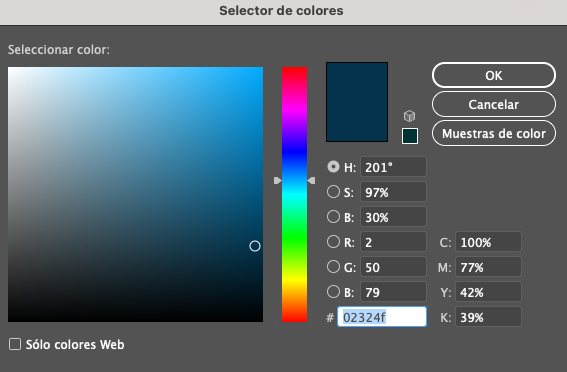 Selector de colores
Seleccionar color:
OK
Cancelar
Muestras de color
H: 201°
S: 97%
B: 30%
R: 2
G: 50
B: 79
# 02324f
C: 100%
M: 77%
Y: 42%
K: 39%
Sólo colores Web